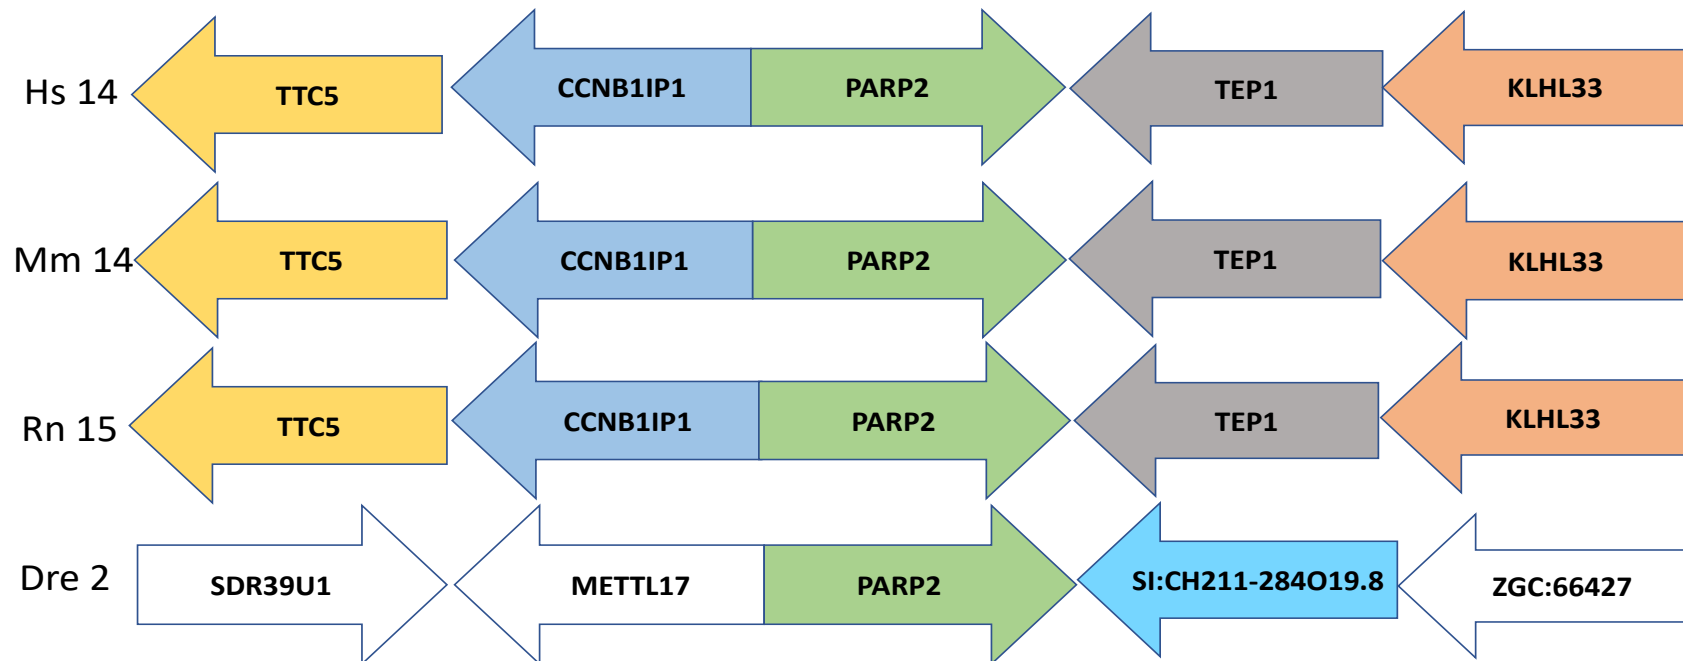 Hs 14
TTC5
CCNB1IP1
PARP2
TEP1
KLHL33
Mm 14
TTC5
CCNB1IP1
PARP2
TEP1
KLHL33
Rn 15
TTC5
CCNB1IP1
PARP2
TEP1
KLHL33
Dre 2
SDR39U1
METTL17
PARP2
SI:CH211-284O19.8
ZGC:66427